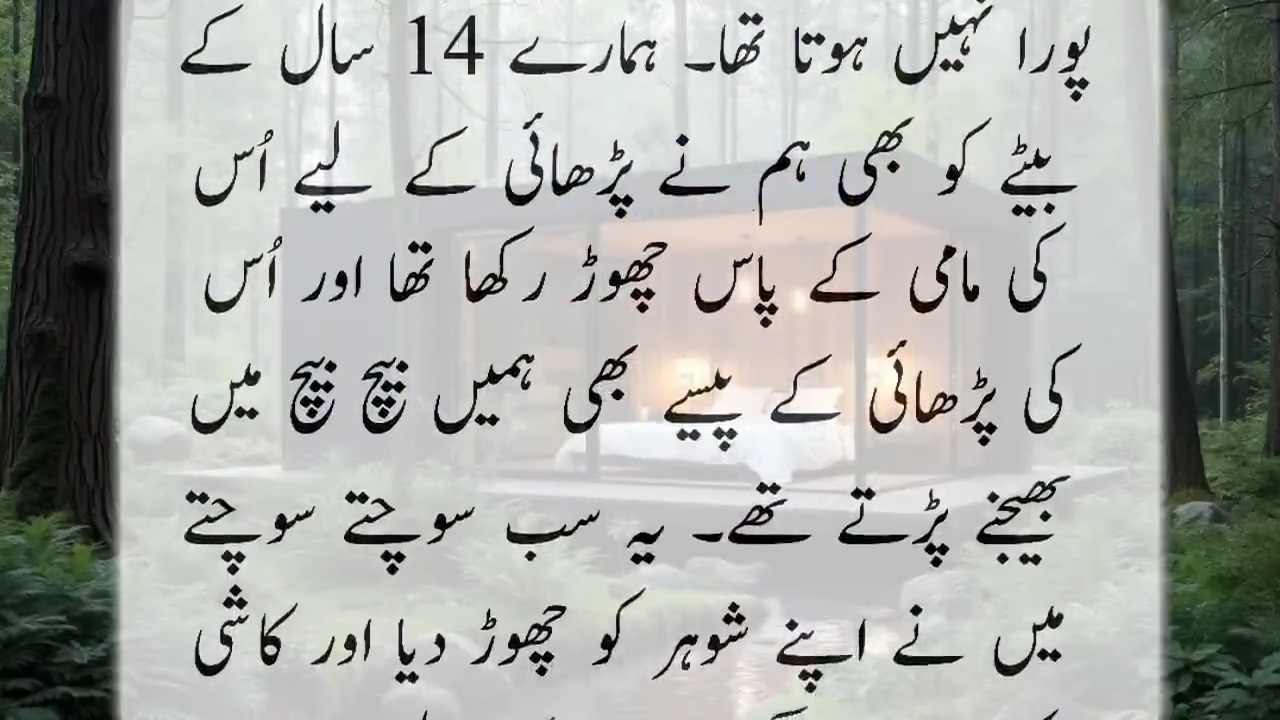 پورا نہیں ہوتا تھا۔ ہمارے 14 سال کے
بیٹے کو بھی ہم نے پڑھائی کے لیے اُس
کی مامی کے پاس چھوڑ رکھا تھا اور اُس
کی پڑھائی کے پیسے بھی ہمیں بیچ بیچ میں
بھیجنے پڑتے تھے۔ یہ سب سوچتے سوچتے
میں نے اپنے شوہر کو چھوڑ دیا اور کاشی